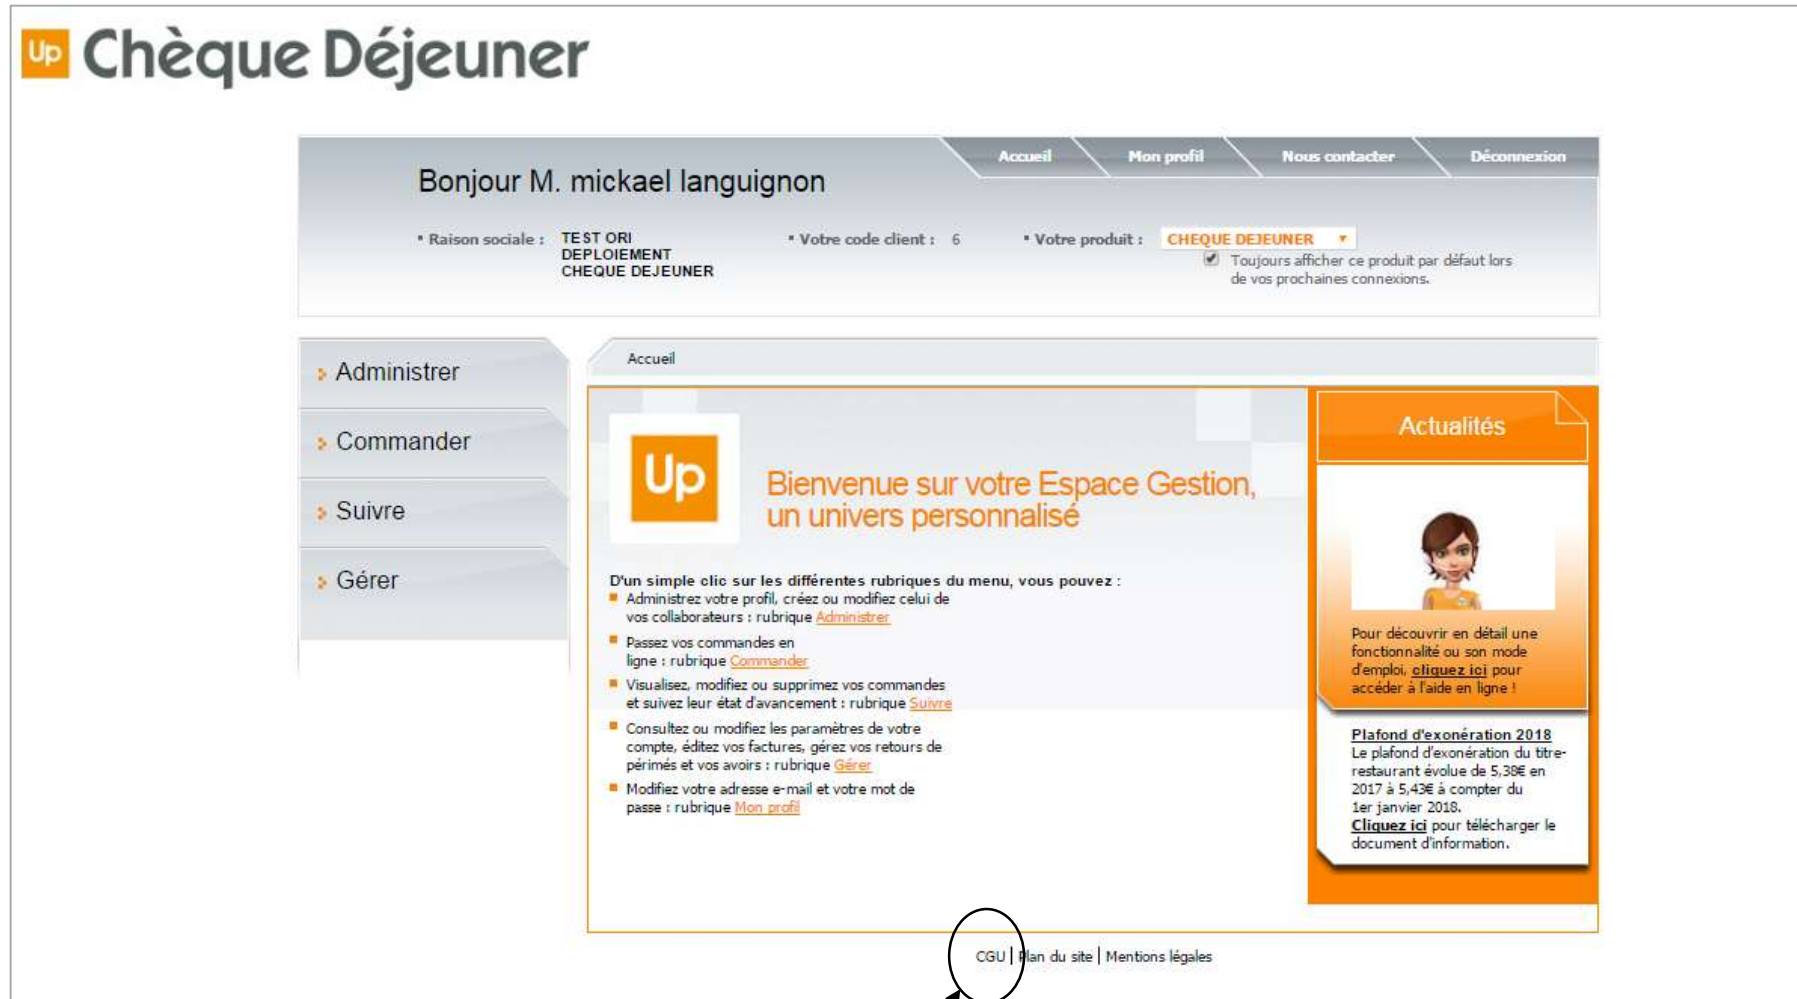 Up Chèque Déjeuner
Accueil Mon profil Nous contacter Déconnexion
Bonjour M. mickael languignon
Raison sociale : TEST ORI
DEPLOIEMENT
CHEQUE DEJEUNER
Votre code client : 6
Votre produit : CHEQUE DEJEUNER
Toujours afficher ce produit par défaut lors
de vos prochaines connexions.
Administrer
Commander
Suivre
Gérer
Accueil
Up
Bienvenue sur votre Espace Gestion,
un univers personnalisé
D'un simple clic sur les différentes rubriques du menu, vous pouvez :
Administrez votre profil, créez ou modifiez celui de
vos collaborateurs : rubrique Administrer
Passez vos commandes en
ligne : rubrique Commander
Visualisez, modifiez ou supprimez vos commandes
et suivez leur état d'avancement : rubrique Suivre
Consultez ou modifiez les paramètres de votre
compte, éditez vos factures, gérez vos retours de
périmés et vos avoirs : rubrique Gérer
Modifiez votre adresse e-mail et votre mot de
passe : rubrique Mon profil
Actualités
Pour découvrir en détail une
fonctionnalité ou son mode
d'emploi, cliquez ici pour
accéder à l'aide en ligne !
Plafond d'exonération 2018
Le plafond d'exonération du titre-
restaurant évolue de 5,38€ en
2017 à 5,43€ à compter du
1er janvier 2018.
Cliquez ici pour télécharger le
document d'information.
CGU | Plan du site | Mentions légales